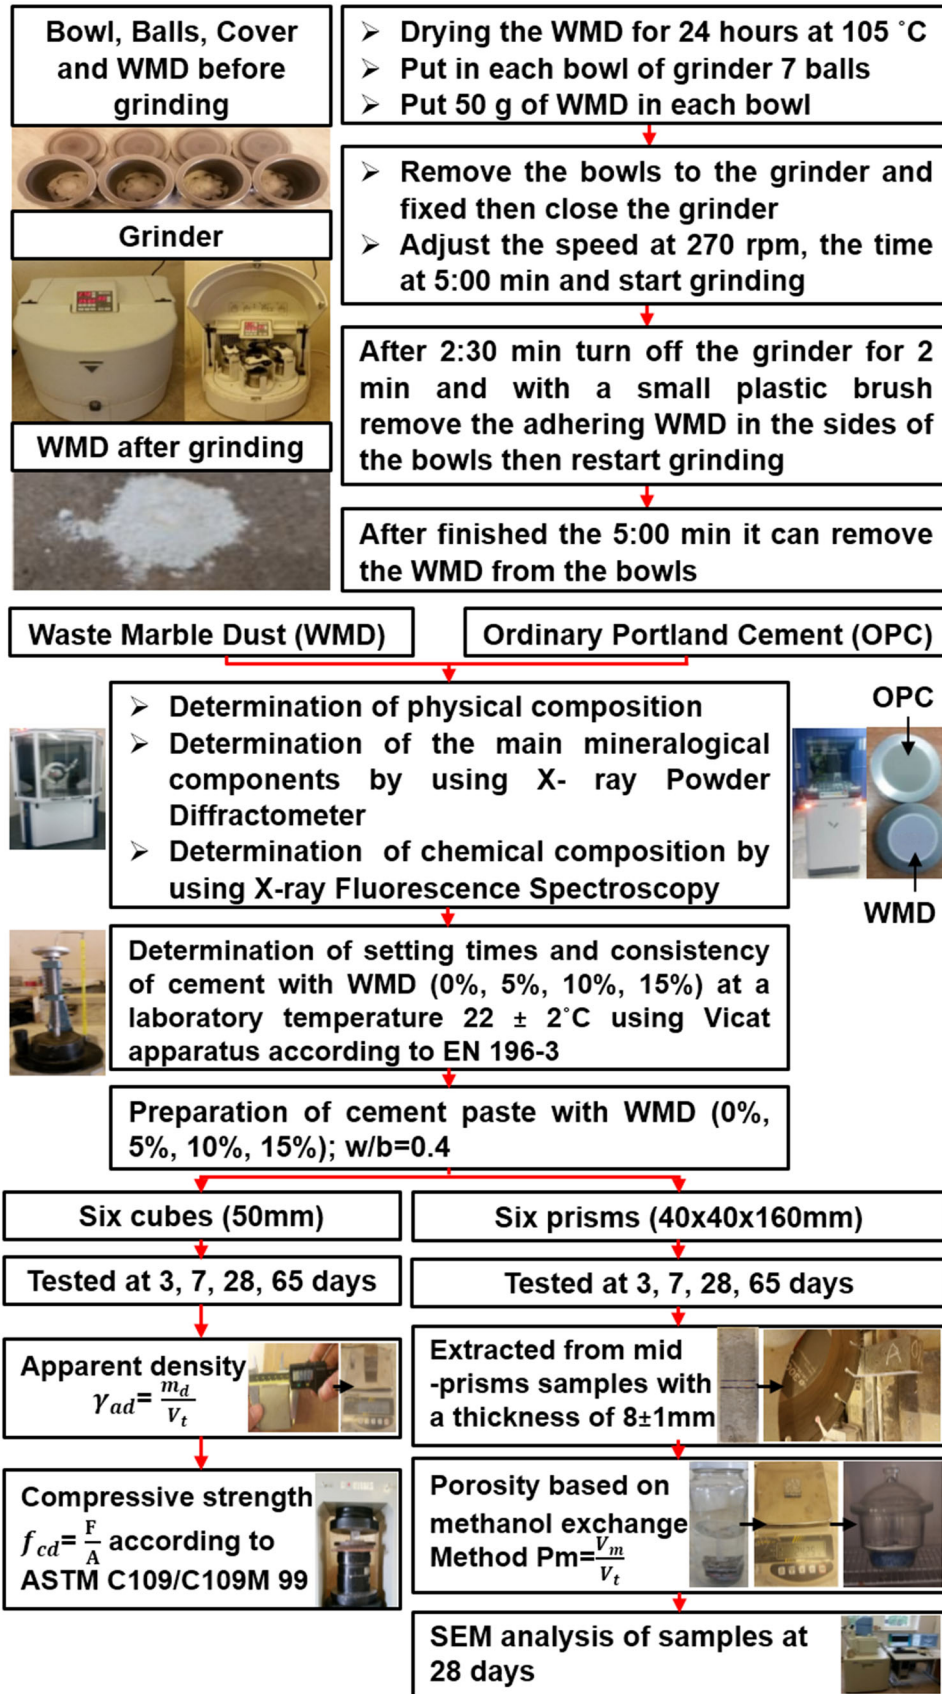 Bowl, Balls, Cover
and WMD before
grinding
Grinder
WMD after grinding
➢ Drying the WMD for 24 hours at 105 ˚C
➢ Put in each bowl of grinder 7 balls
➢ Put 50 g of WMD in each bowl
➢ Remove the bowls to the grinder and
fixed then close the grinder
➢ Adjust the speed at 270 rpm, the time
at 5:00 min and start grinding
After 2:30 min turn off the grinder for 2
min and with a small plastic brush
remove the adhering WMD in the sides of
the bowls then restart grinding
After finished the 5:00 min it can remove
the WMD from the bowls
Waste Marble Dust (WMD)
Ordinary Portland Cement (OPC)
➢ Determination of physical composition
➢ Determination of the main mineralogical
components by using X- ray Powder
Diffractometer
➢ Determination of chemical composition by
using X-ray Fluorescence Spectroscopy
OPC
WMD
Determination of setting times and consistency
of cement with WMD (0%, 5%, 10%, 15%) at a
laboratory temperature 22 ± 2˚C using Vicat
apparatus according to EN 196-3
Preparation of cement paste with WMD (0%,
5%, 10%, 15%); w/b=0.4
Six cubes (50mm)
Tested at 3, 7, 28, 65 days
Apparent density
γad= md/Vt
Compressive strength
fcd= F/A according to
ASTM C109/C109M 99
Six prisms (40x40x160mm)
Tested at 3, 7, 28, 65 days
Extracted from mid
-prisms samples with
a thickness of 8±1mm
A
Porosity based on
methanol exchange
Method Pm=Vm/Vt
SEM analysis of samples at
28 days